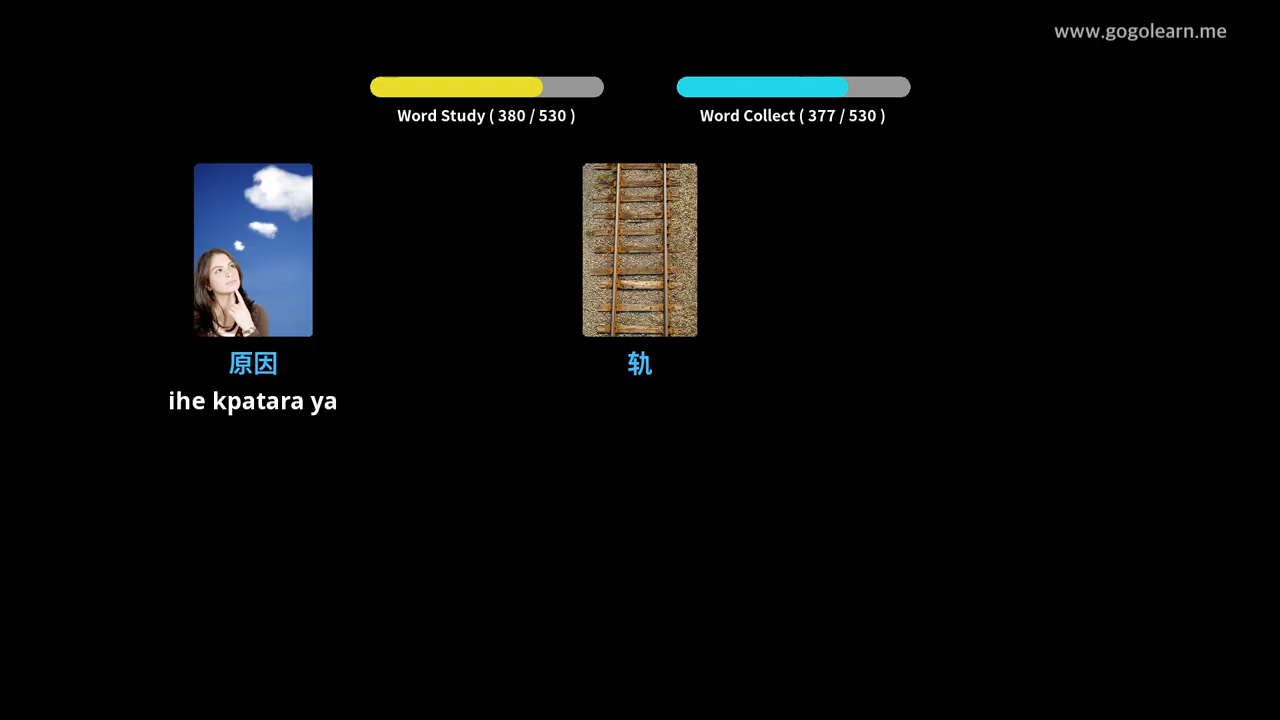 www.gogolearn.me
Word Study ( 380 / 530 )
Word Collect ( 377 / 530 )
原因
轨
ihe kpatara ya